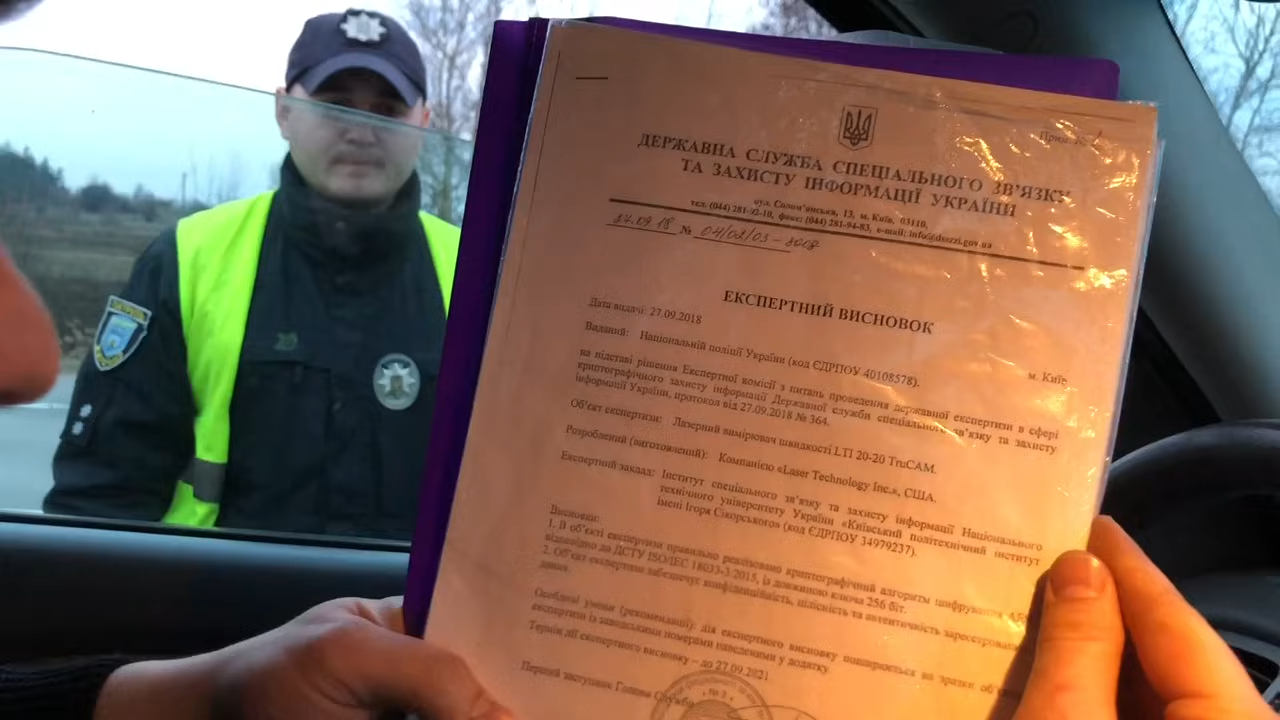 ДЕРЖАВНА СЛУЖБА СПЕЦІАЛЬНОГО ЗВ'ЯЗКУ
ТА ЗАХИСТУ ІНФОРМАЦІЇ УКРАЇНИ
вул. Солом'янська, 13, м. Київ, 03110,
тел. (044) 281-92-10, факс: (044) 281-94-83, e-mail: info@dsszzi.gov.ua
27.09.18 № 04/02/03-3008
ЕКСПЕРТНИЙ ВИСНОВОК
Дата видачі: 27.09.2018
м. Київ
Виданий: Національній поліції України (код ЄДРПОУ 40108578).
на підставі рішення Експертної комісії з питань проведення державної експертизи в сфері
криптографічного захисту інформації Державної служби спеціального зв'язку та захисту
інформації України, протокол від 27.09.2018 № 364.
Об'єкт експертизи: Лазерний вимірювач швидкості LTI 20-20 TruCAM.
Розроблений (виготовлений): Компанією «Laser Technology Inc.», США.
Експертний заклад: Інститут спеціального зв'язку та захисту інформації Національного
технічного університету України «Київський політехнічний інститут
імені Ігоря Сікорського» (код ЄДРПОУ 34979237).
Висновки:
1. В об'єкті експертизи правильно реалізовано криптографічний алгоритм шифрування
відповідно до ДСТУ ISO/IEC 18033-3:2015, із довжиною ключа 256 біт.
2. Об'єкт експертизи забезпечує конфіденційність, цілісність та автентичність
даних.
Особливі умови (рекомендації): дія експертного висновку поширюється на зразки
експертизи із заводськими номерами наведеними у додатку.
Термін дії експертного висновку – до 27.09.2021
Перший заступник Голови Служби